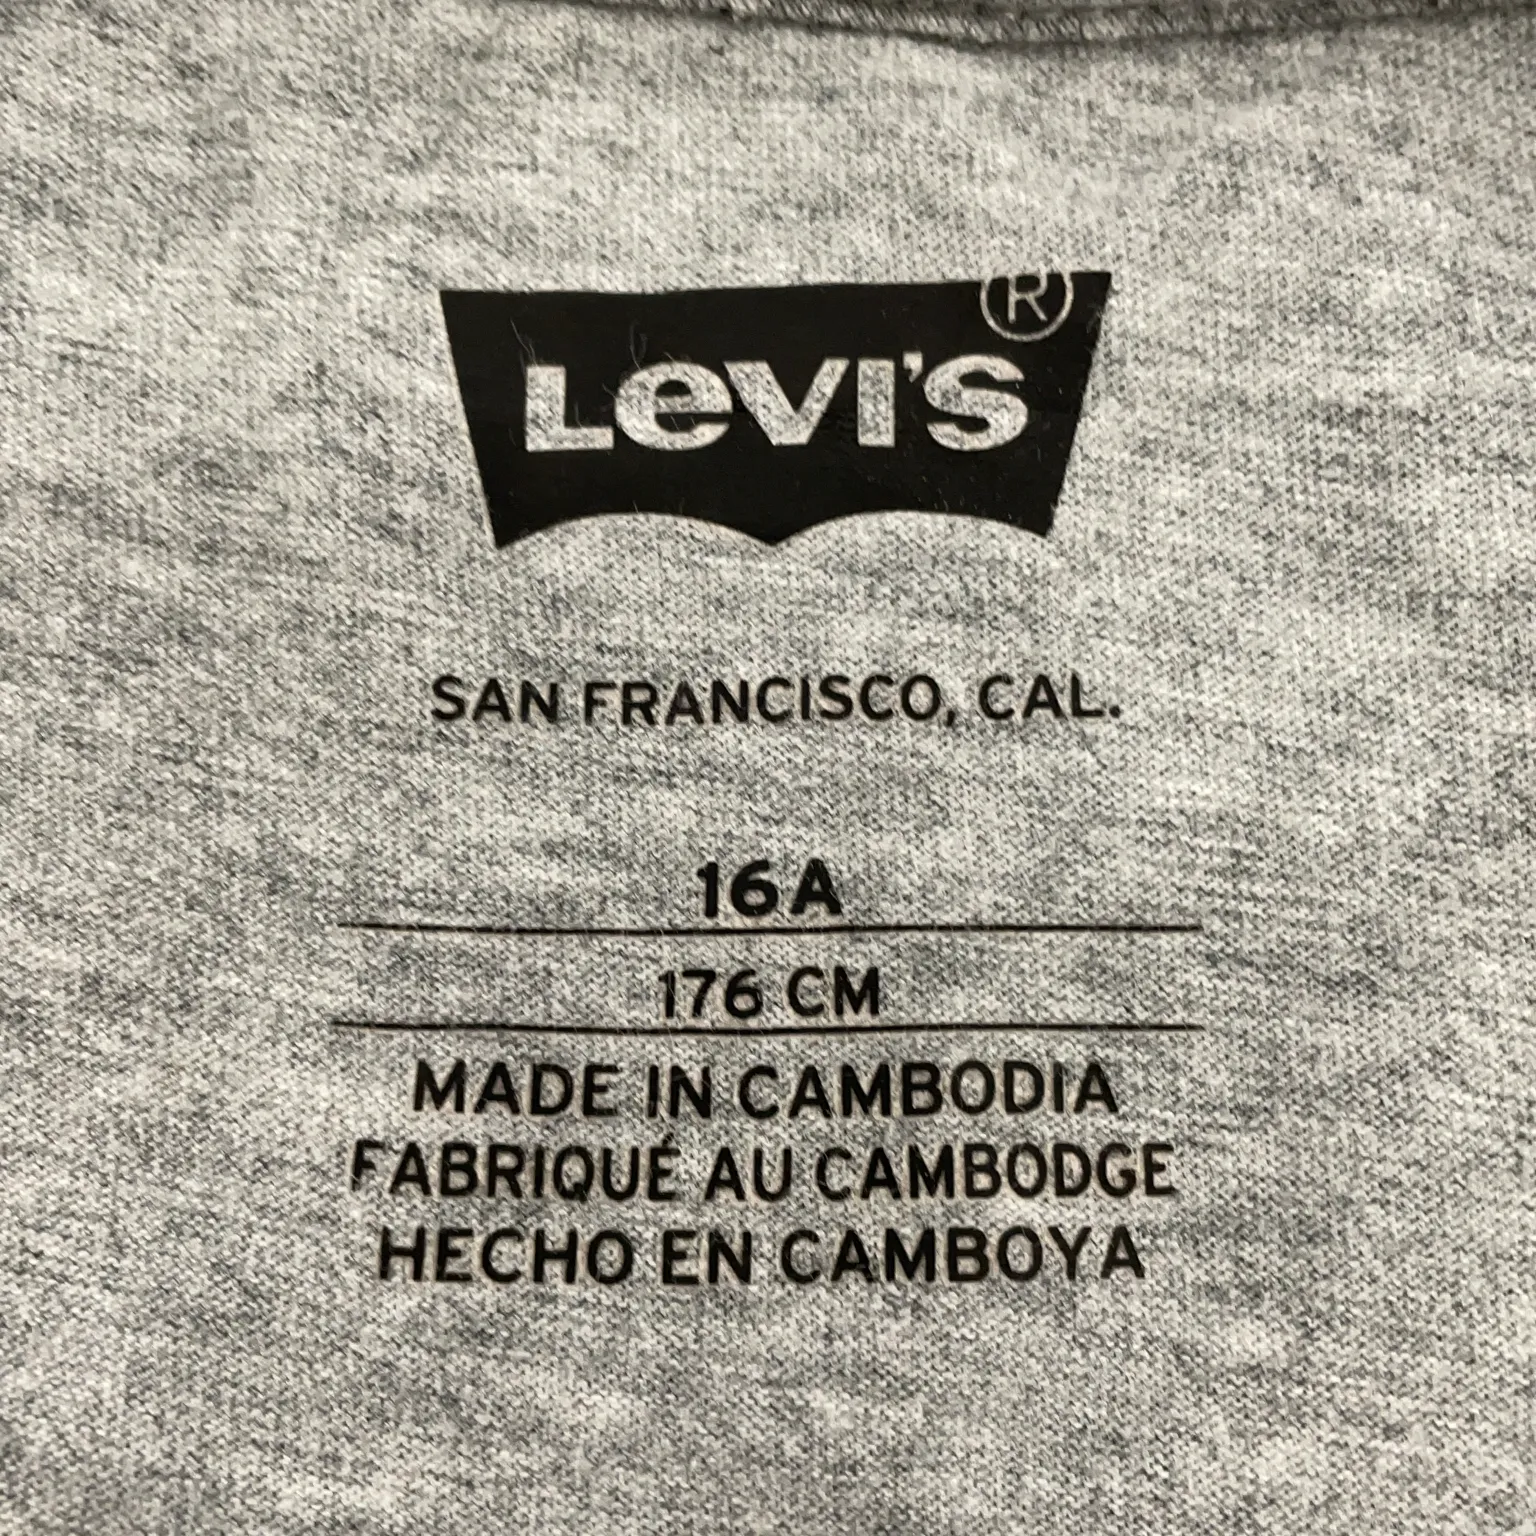 Levi's ®
SAN FRANCISCO, CAL.
16A
176 CM
MADE IN CAMBODIA
FABRIQUÉ AU CAMBODGE
HECHO EN CAMBOYA